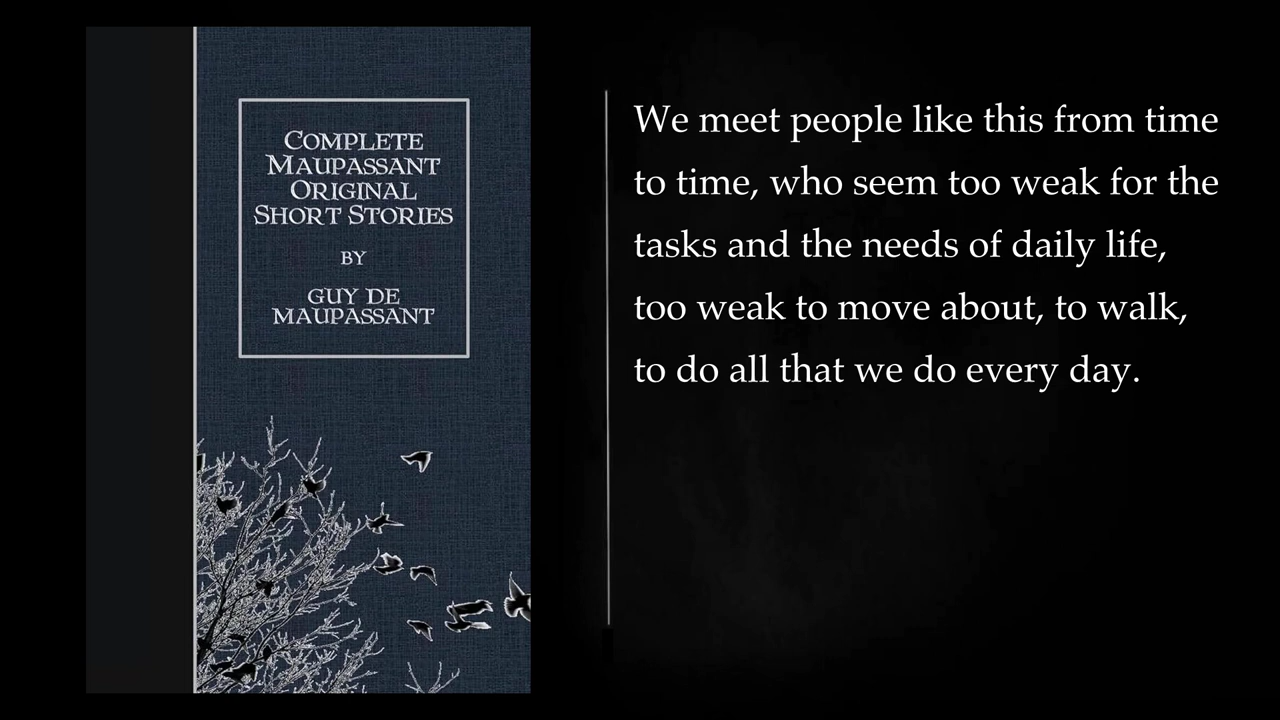 COMPLETE
MAUPASSANT
ORIGINAL
SHORT STORIES
BY
GUY DE
MAUPASSANT
We meet people like this from time
to time, who seem too weak for the
tasks and the needs of daily life,
too weak to move about, to walk,
to do all that we do every day.